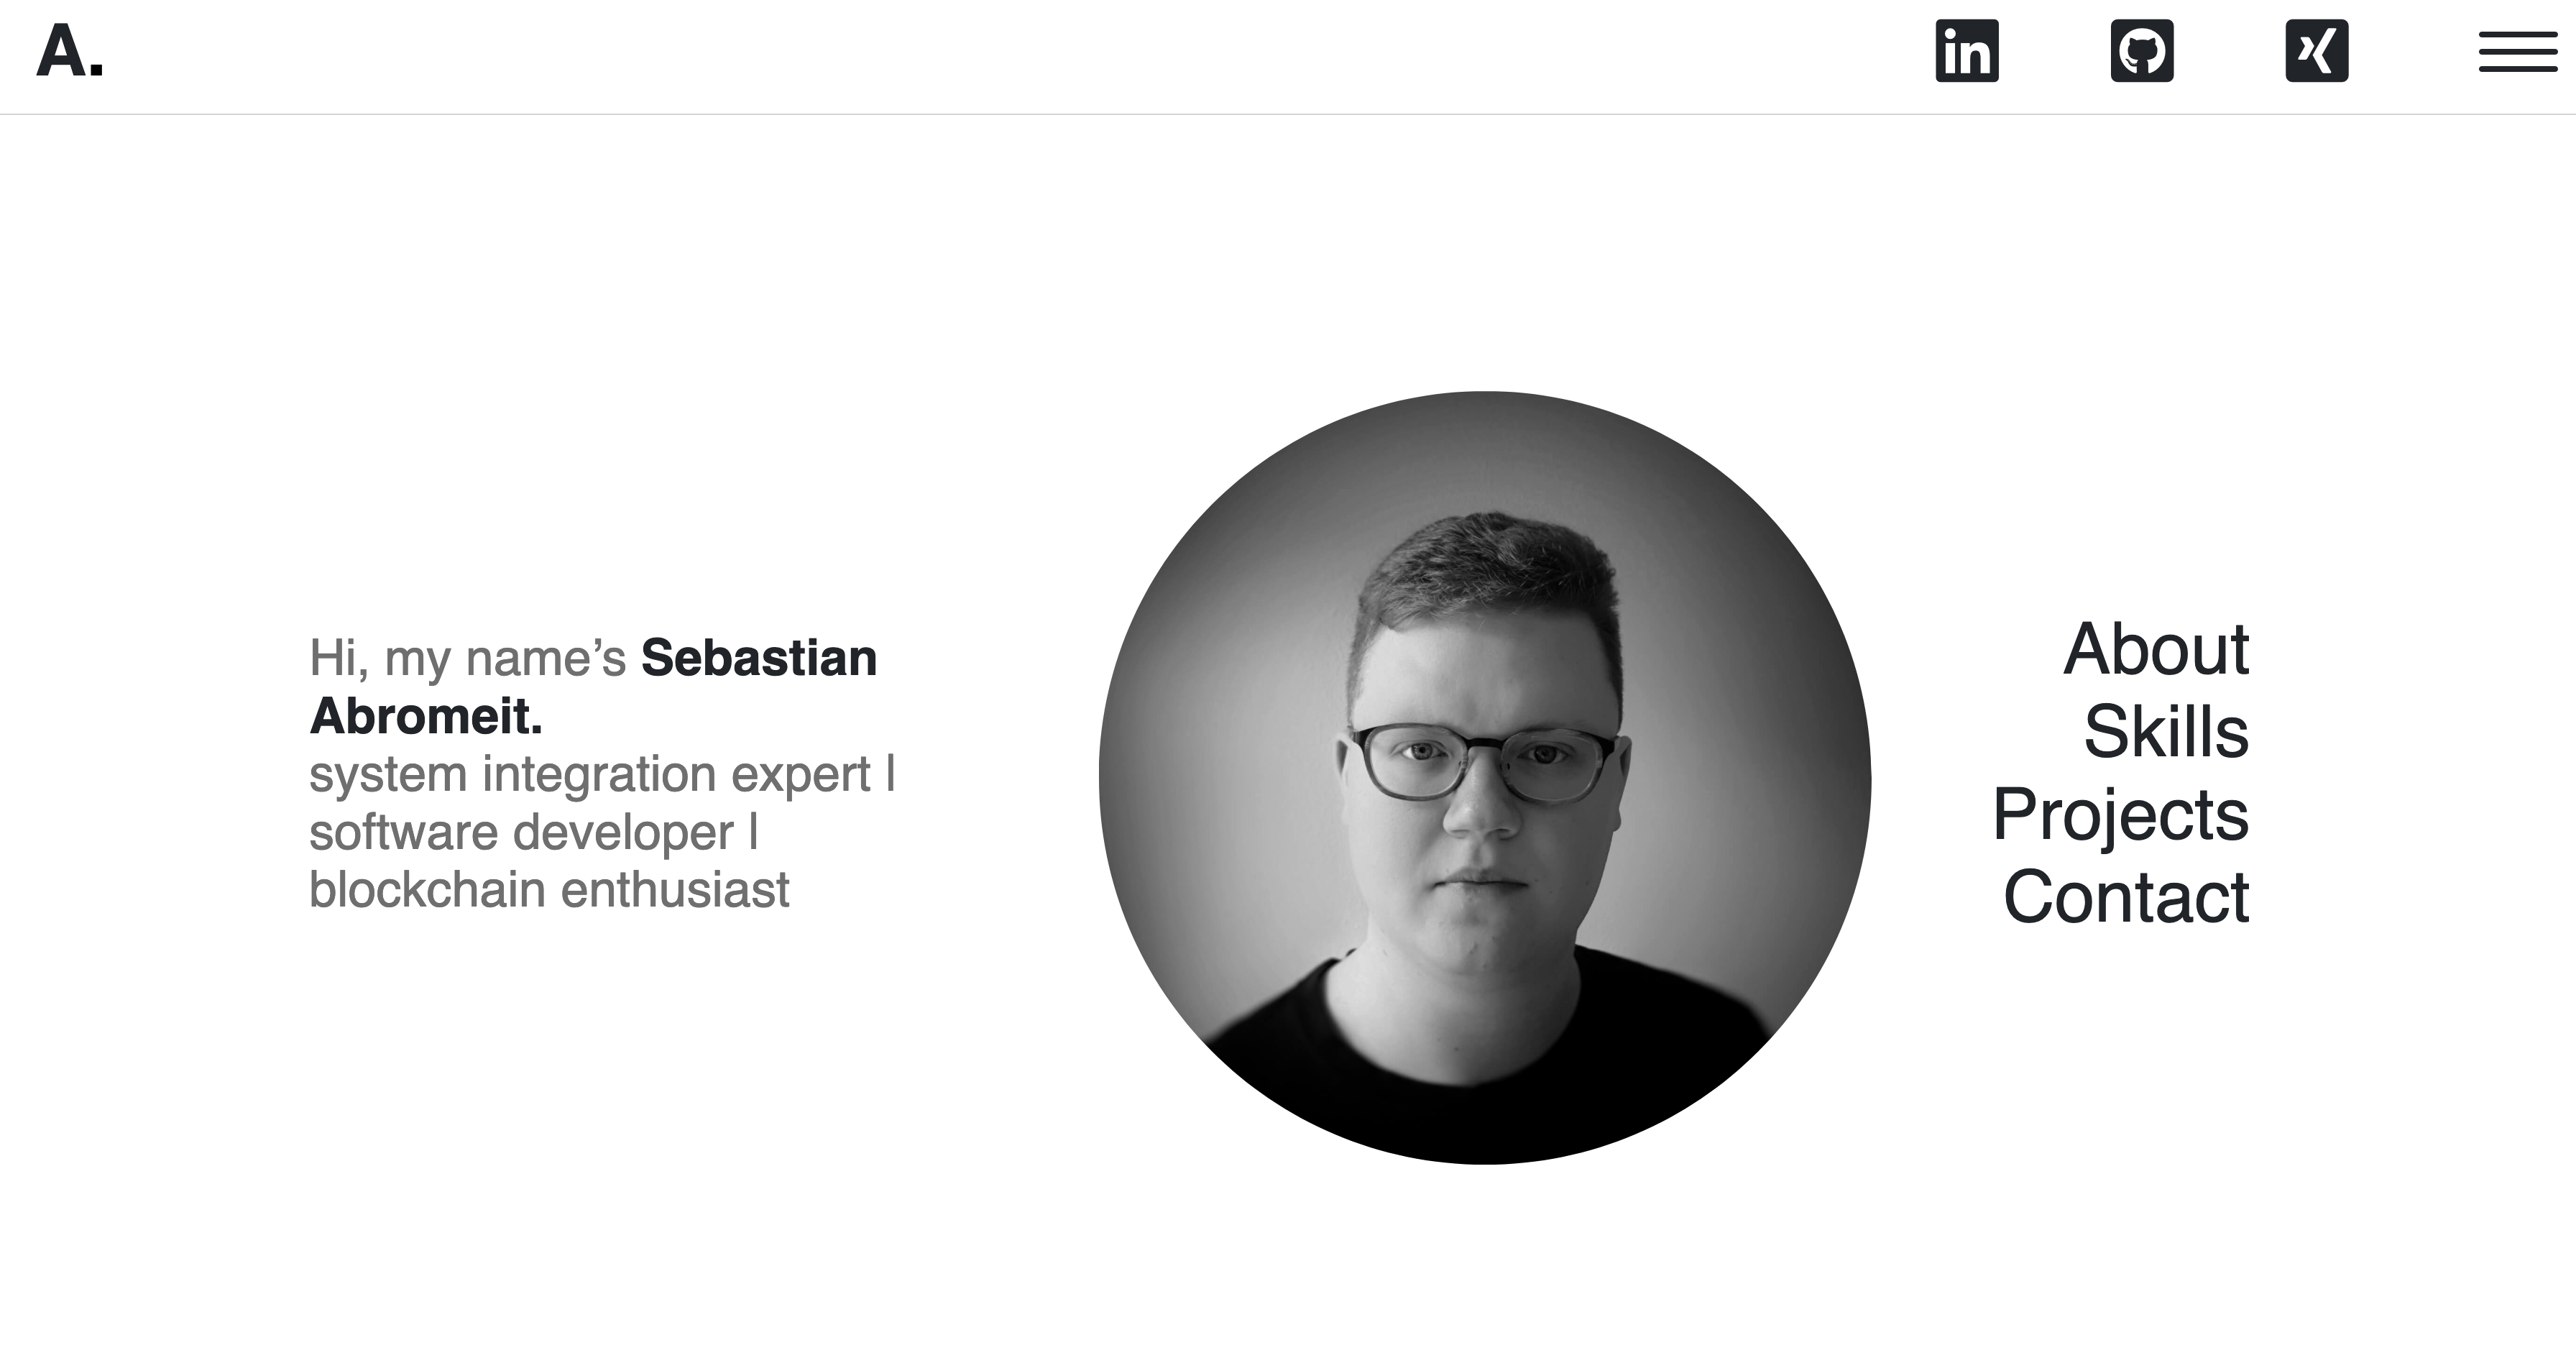 A.
in
Hi, my name’s Sebastian
Abromeit.
system integration expert |
software developer |
blockchain enthusiast
About
Skills
Projects
Contact